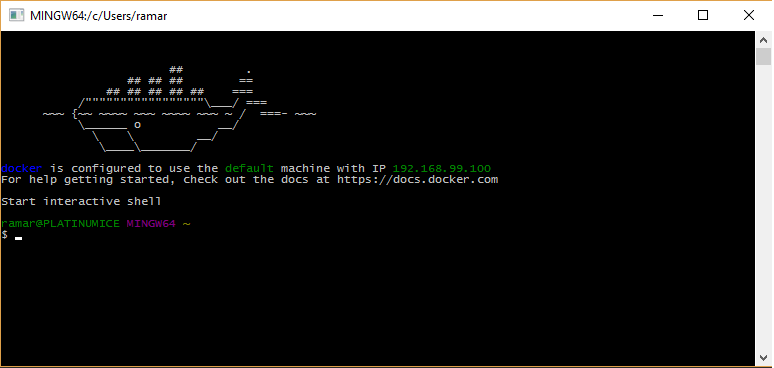 MINGW64:/c/Users/ramar
                        ##         .
                  ## ## ##        ==
               ## ## ## ## ##    ===
           /"""""""""""""""""\___/ ===
      ~~~ {~~ ~~~~ ~~~ ~~~~ ~~~ ~ /  ===- ~~~
           \______ o           __/
             \    \         __/
              \____\_______/
docker is configured to use the default machine with IP 192.168.99.100
For help getting started, check out the docs at https://docs.docker.com
Start interactive shell
ramar@PLATINUMICE MINGW64 ~
$